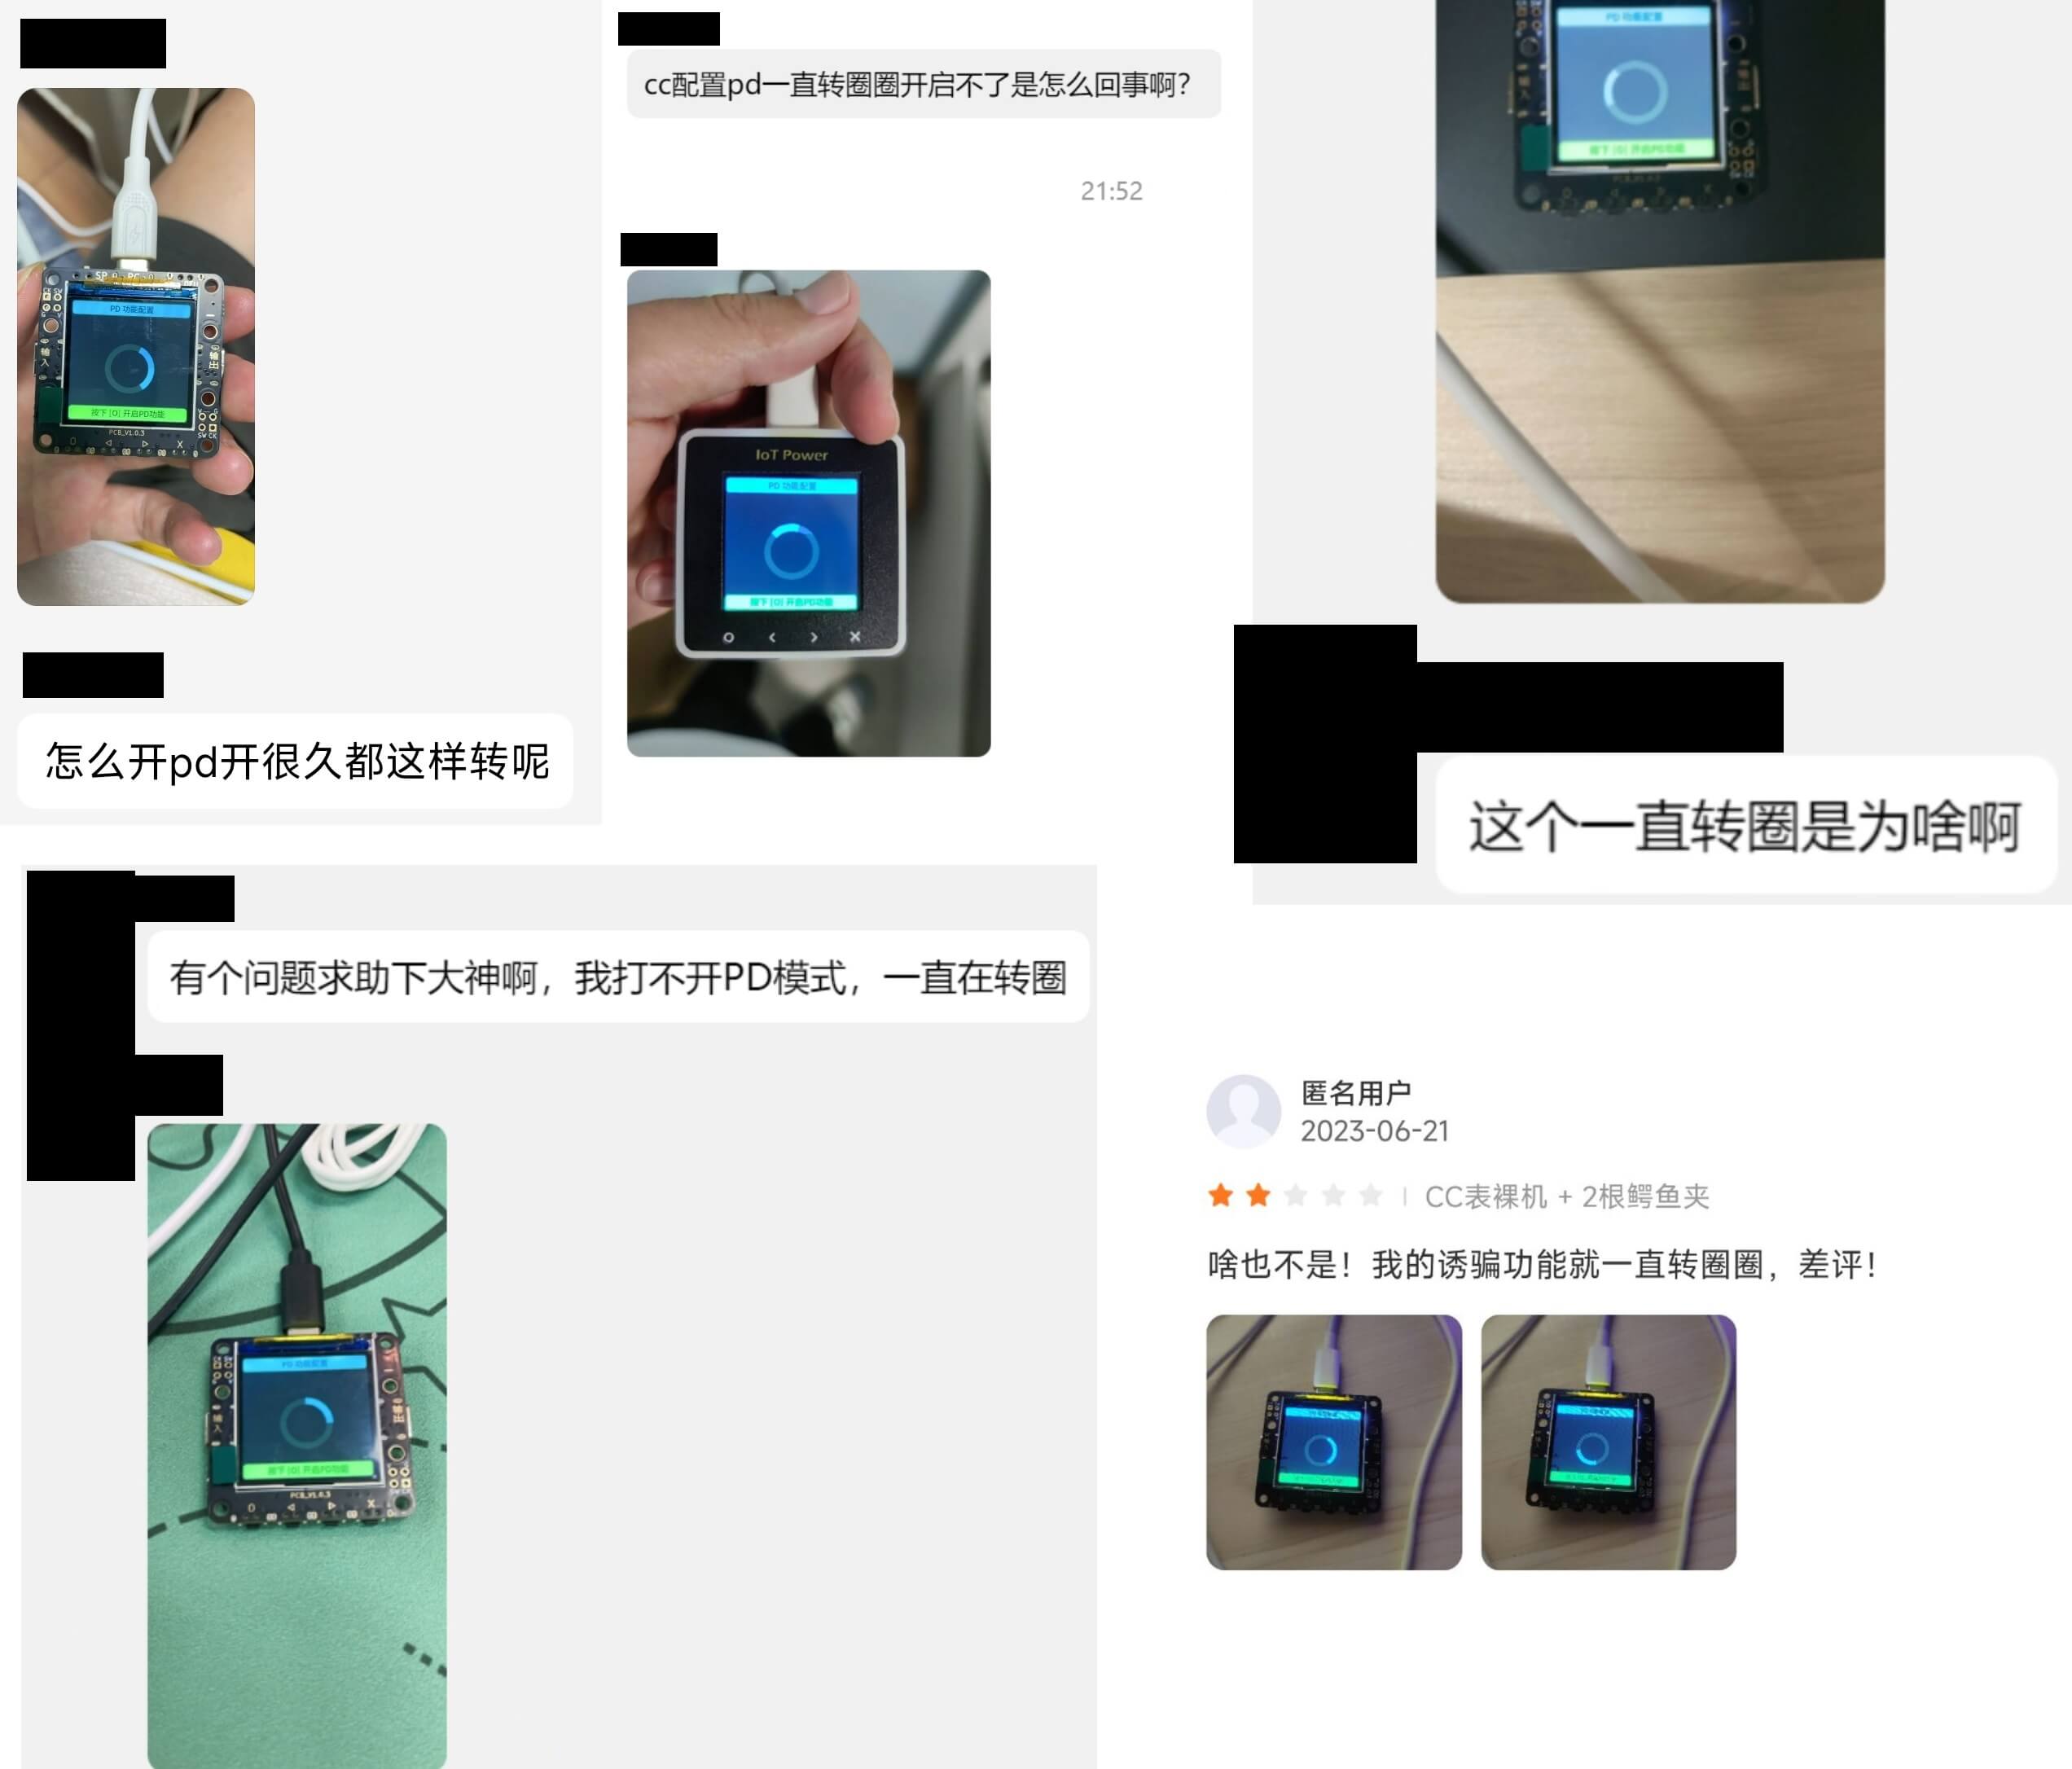 PD 功能配置
输入
输出
按下 [O] 开启PD功能
PCB_V1.0.3
O ◁ ▷ X
怎么开pd开很久都这样转呢
cc配置pd一直转圈圈开启不了是怎么回事啊?
21:52
IoT Power
PD 功能配置
按下 [O] 开启PD功能
O < > X
PD 功能配置
按下 [O] 开启PD功能
这个一直转圈是为啥啊
有个问题求助下大神啊，我打不开PD模式，一直在转圈
PD 功能配置
输入
输出
按下 [O] 开启PD功能
PCB_V1.0.3
O ◁ ▷ X
匿名用户
2023-06-21
CC表裸机 + 2根鳄鱼夹
啥也不是！我的诱骗功能就一直转圈圈，差评！